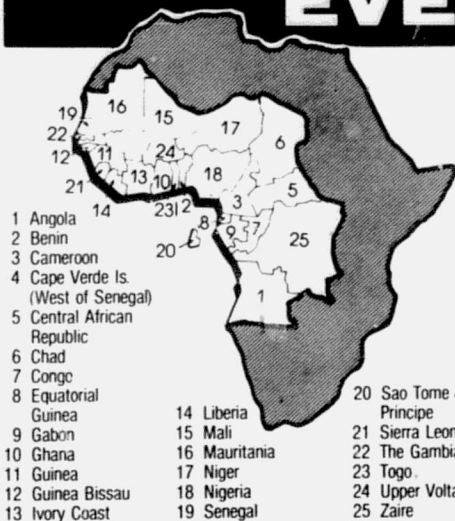 EVE
19
16
15
17
6
22
12
11
24
18
13
10
21
14
23
2
3
5
8
9
7
25
20
1
1 Angola
2 Benin
3 Cameroon
4 Cape Verde Is.
(West of Senegal)
5 Central African
Republic
6 Chad
7 Congo
8 Equatorial
Guinea
9 Gabon
10 Ghana
11 Guinea
12 Guinea Bissau
13 Ivory Coast
14 Liberia
15 Mali
16 Mauritania
17 Niger
18 Nigeria
19 Senegal
20 Sao Tome &
Principe
21 Sierra Leon
22 The Gambia
23 Togo
24 Upper Volta
25 Zaire